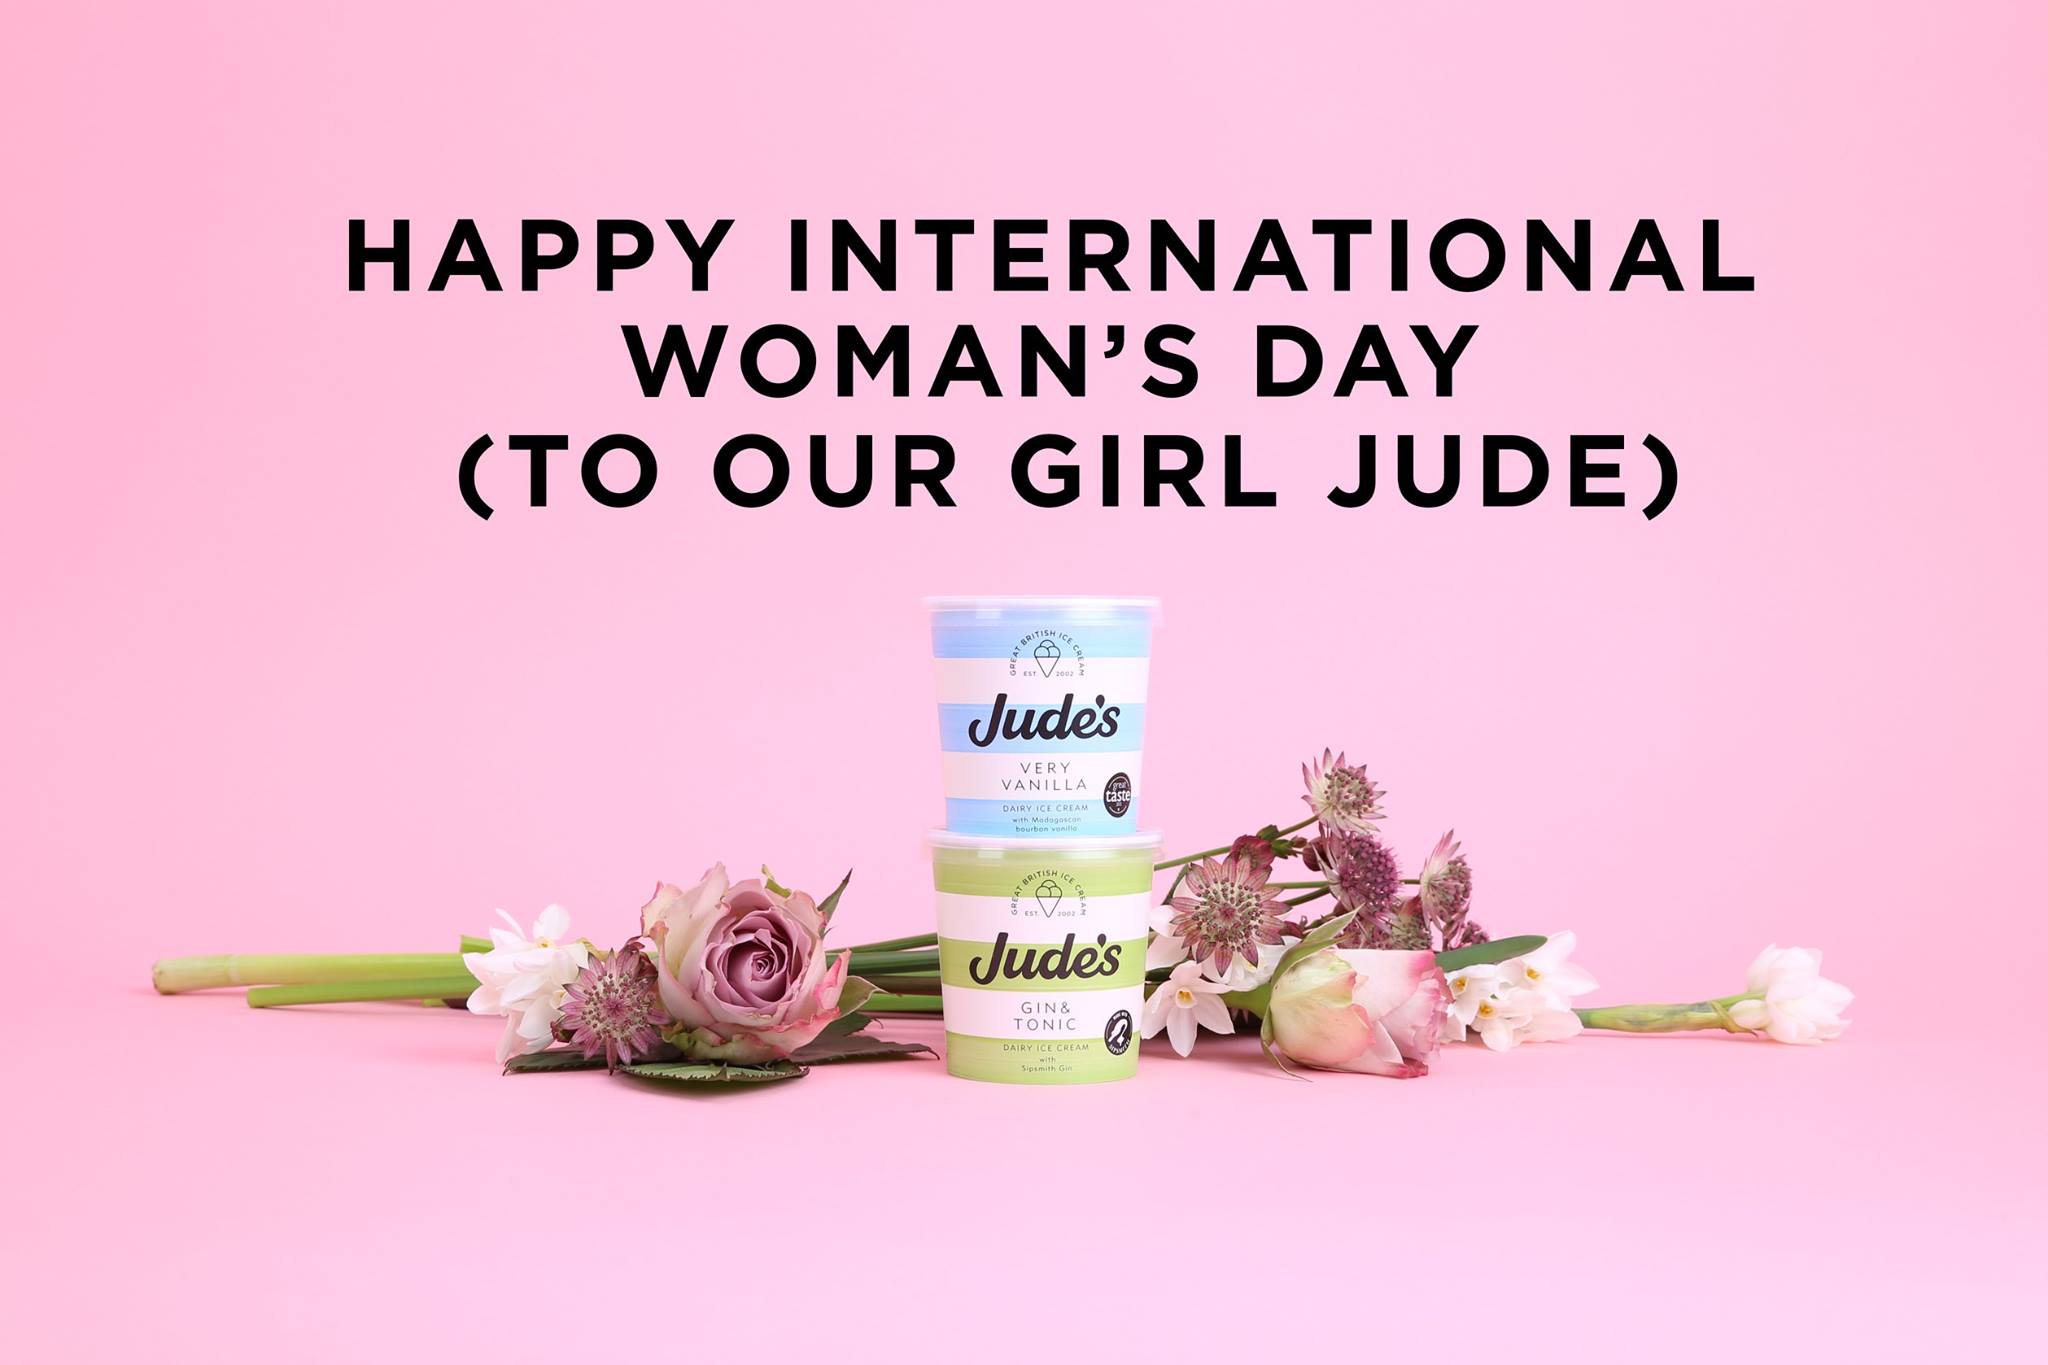 HAPPY INTERNATIONAL
WOMAN’S DAY
(TO OUR GIRL JUDE)
GREAT BRITISH ICE CREAM
EST. 2002
Jude's
VERY
VANILLA
great
taste
DAIRY ICE CREAM
with Madagascan
bourbon vanilla
GREAT BRITISH ICE CREAM
EST. 2002
Jude's
GIN&
TONIC
DAIRY ICE CREAM
with
Sipsmith Gin